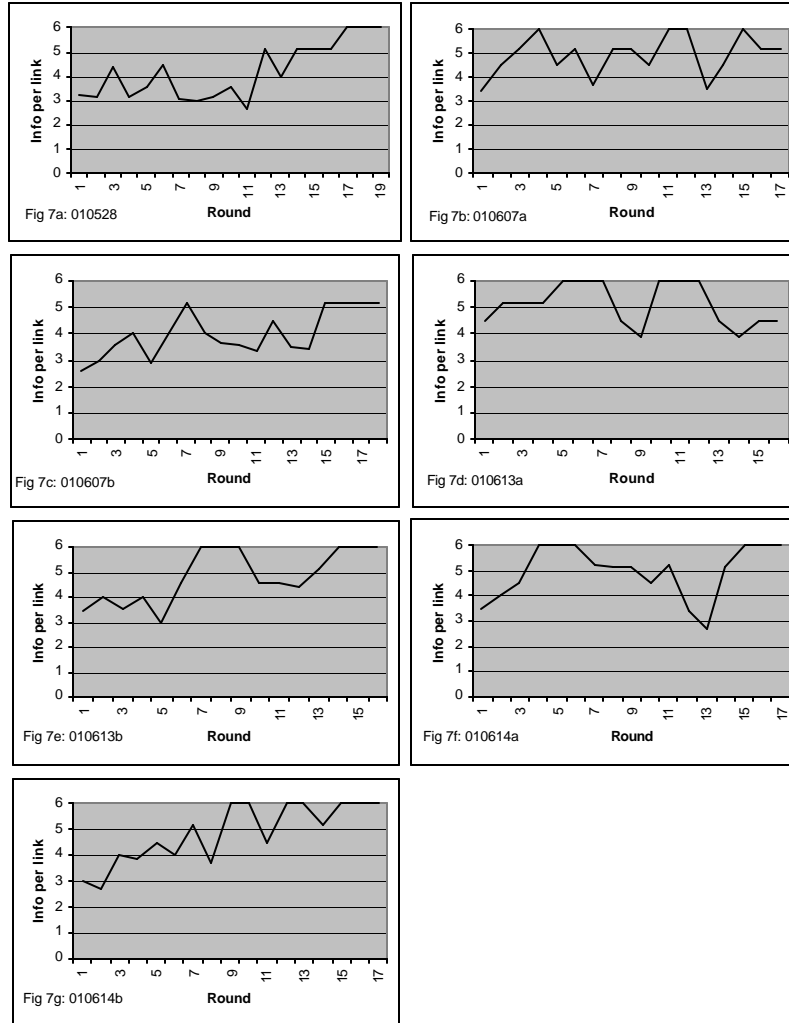 6
5
4
3
2
1
0
Info per link
1 3 5 7 9 11 13 15 17 19
Fig 7a: 010528
Round
6
5
4
3
2
1
0
Info per link
1 3 5 7 9 11 13 15 17
Fig 7b: 010607a
Round
6
5
4
3
2
1
0
Info per link
1 3 5 7 9 11 13 15 17
Fig 7c: 010607b
Round
6
5
4
3
2
1
0
Info per link
1 3 5 7 9 11 13 15
Fig 7d: 010613a
Round
6
5
4
3
2
1
0
Info per link
1 3 5 7 9 11 13 15
Fig 7e: 010613b
Round
6
5
4
3
2
1
0
Info per link
1 3 5 7 9 11 13 15 17
Fig 7f: 010614a
Round
6
5
4
3
2
1
0
Info per link
1 3 5 7 9 11 13 15 17
Fig 7g: 010614b
Round